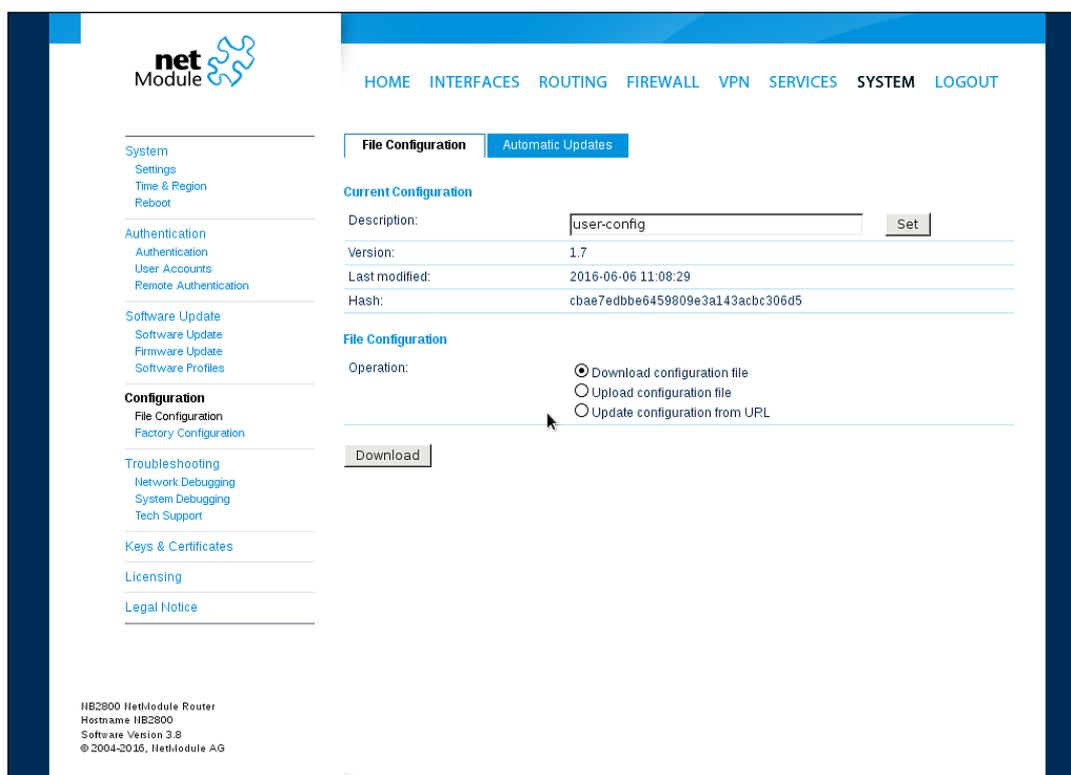 net
Module
HOME INTERFACES ROUTING FIREWALL VPN SERVICES SYSTEM LOGOUT
System
Settings
Time & Region
Reboot
Authentication
Authentication
User Accounts
Remote Authentication
Software Update
Software Update
Firmware Update
Software Profiles
Configuration
File Configuration
Factory Configuration
Troubleshooting
Network Debugging
System Debugging
Tech Support
Keys & Certificates
Licensing
Legal Notice
File Configuration Automatic Updates
Current Configuration
Description: user-config Set
Version: 1.7
Last modified: 2016-06-06 11:08:29
Hash: cbae7edbbe6459809e3a143acbc306d5
File Configuration
Operation: Download configuration file
Upload configuration file
Update configuration from URL
Download
NB2800 NetModule Router
Hostname NB2800
Software Version 3.8
© 2004-2016, NetModule AG